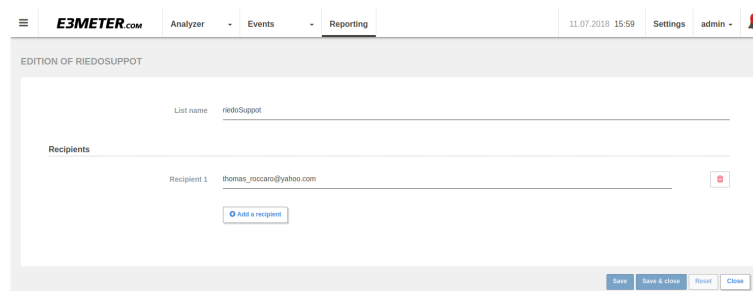 E3METER.COM Analyzer Events Reporting 11.07.2018 15:59 Settings admin
EDITION OF RIEDOSUPPOT
List name riedoSuppot
Recipients
Recipient 1 thomas_roccaro@yahoo.com
Add a recipient
Save Save & close Reset Close